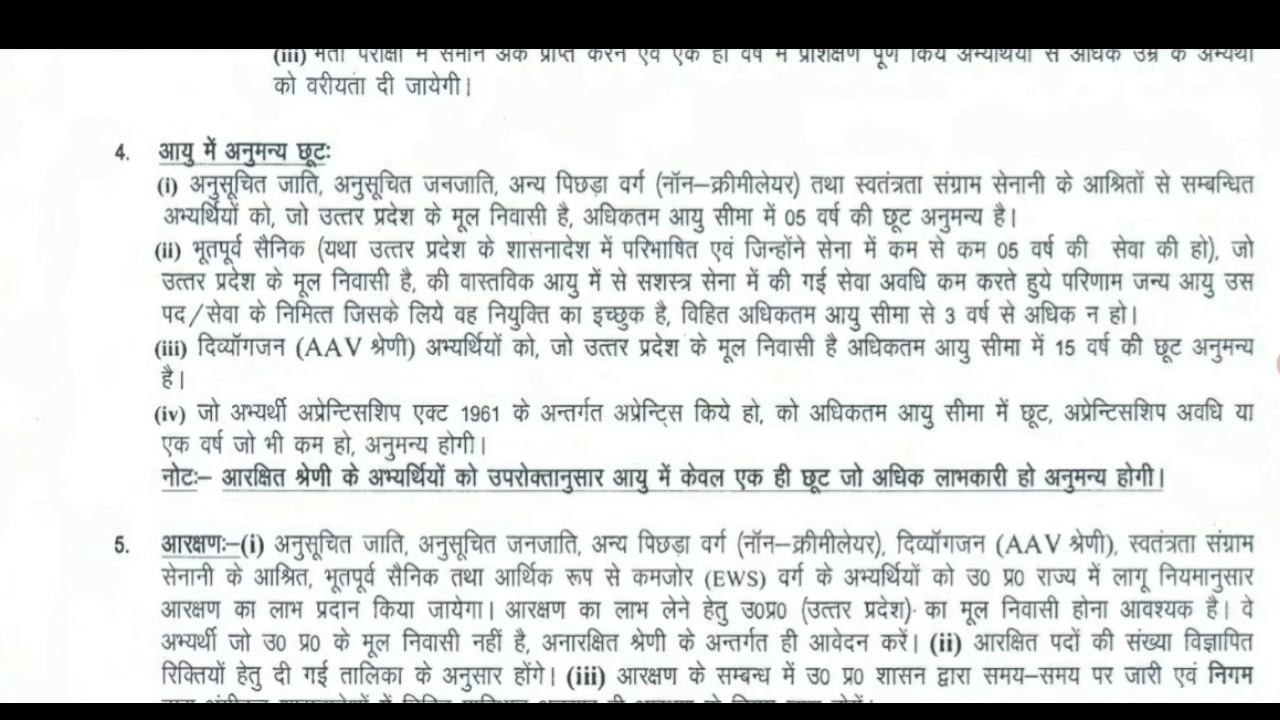 (iii) भर्ती परीक्षा में समान अंक प्राप्त करने एवं एक ही वर्ष में प्रशिक्षण पूर्ण किये अभ्यर्थियों से अधिक उम्र के अभ्यर्थी
को वरीयता दी जायेगी।
4. आयु में अनुमन्य छूटः
(i) अनुसूचित जाति, अनुसूचित जनजाति, अन्य पिछड़ा वर्ग (नॉन–क्रीमीलेयर) तथा स्वतंत्रता संग्राम सेनानी के आश्रितों से सम्बन्धित
अभ्यर्थियों को, जो उत्तर प्रदेश के मूल निवासी है, अधिकतम आयु सीमा में 05 वर्ष की छूट अनुमन्य है।
(ii) भूतपूर्व सैनिक (यथा उत्तर प्रदेश के शासनादेश में परिभाषित एवं जिन्होंने सेना में कम से कम 05 वर्ष की सेवा की हो), जो
उत्तर प्रदेश के मूल निवासी है, की वास्तविक आयु में से सशस्त्र सेना में की गई सेवा अवधि कम करते हुये परिणाम जन्य आयु उस
पद/सेवा के निमित्त जिसके लिये वह नियुक्ति का इच्छुक है, विहित अधिकतम आयु सीमा से 3 वर्ष से अधिक न हो।
(iii) दिव्यॉगजन (AAV श्रेणी) अभ्यर्थियों को, जो उत्तर प्रदेश के मूल निवासी है अधिकतम आयु सीमा में 15 वर्ष की छूट अनुमन्य
है।
(iv) जो अभ्यर्थी अप्रेन्टिसशिप एक्ट 1961 के अन्तर्गत अप्रेन्ट्सि किये हो, को अधिकतम आयु सीमा में छूट, अप्रेन्टिसशिप अवधि या
एक वर्ष जो भी कम हो, अनुमन्य होगी।
नोटः– आरक्षित श्रेणी के अभ्यर्थियों को उपरोक्तानुसार आयु में केवल एक ही छूट जो अधिक लाभकारी हो अनुमन्य होगी।
5. आरक्षणः–(i) अनुसूचित जाति, अनुसूचित जनजाति, अन्य पिछड़ा वर्ग (नॉन–क्रीमीलेयर), दिव्यॉगजन (AAV श्रेणी), स्वतंत्रता संग्राम
सेनानी के आश्रित, भूतपूर्व सैनिक तथा आर्थिक रूप से कमजोर (EWS) वर्ग के अभ्यर्थियों को उ0 प्र0 राज्य में लागू नियमानुसार
आरक्षण का लाभ प्रदान किया जायेगा। आरक्षण का लाभ लेने हेतु उ0प्र0 (उत्तर प्रदेश) का मूल निवासी होना आवश्यक है। वे
अभ्यर्थी जो उ0 प्र0 के मूल निवासी नहीं है, अनारक्षित श्रेणी के अन्तर्गत ही आवेदन करें। (ii) आरक्षित पदों की संख्या विज्ञापित
रिक्तियों हेतु दी गई तालिका के अनुसार होंगे। (iii) आरक्षण के सम्बन्ध में उ0 प्र0 शासन द्वारा समय–समय पर जारी एवं निगम